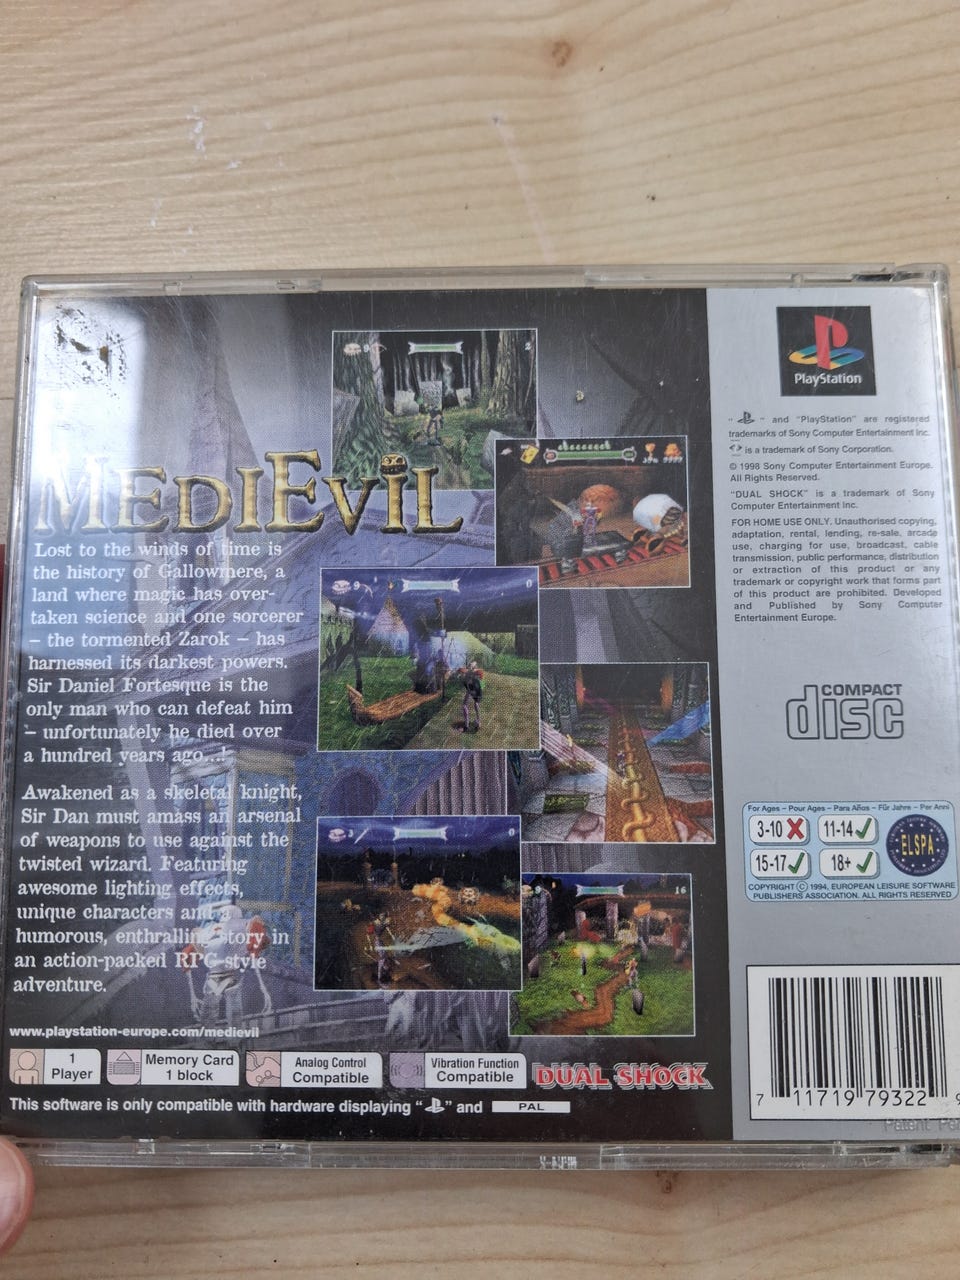 MEDIEVIL
Lost to the winds of time is
the history of Gallowmere, a
land where magic has over-
taken science and one sorcerer
– the tormented Zarok – has
harnessed its darkest powers.
Sir Daniel Fortesque is the
only man who can defeat him
– unfortunately he died over
a hundred years ago...!
Awakened as a skeletal knight,
Sir Dan must amass an arsenal
of weapons to use against the
twisted wizard. Featuring
awesome lighting effects,
unique characters and a
humorous, enthralling story in
an action-packed RPG-style
adventure.
www.playstation-europe.com/medievil
1
Player
Memory Card
1 block
Analog Control
Compatible
Vibration Function
Compatible
DUAL SHOCK
This software is only compatible with hardware displaying " " and PAL
PlayStation
" " and "PlayStation" are registered
trademarks of Sony Computer Entertainment Inc.
is a trademark of Sony Corporation.
© 1998 Sony Computer Entertainment Europe.
All Rights Reserved.
"DUAL SHOCK" is a trademark of Sony
Computer Entertainment Inc.
FOR HOME USE ONLY. Unauthorised copying,
adaptation, rental, lending, re-sale, arcade
use, charging for use, broadcast, cable
transmission, public performance, distribution
or extraction of this product or any
trademark or copyright work that forms part
of this product are prohibited. Developed
and Published by Sony Computer
Entertainment Europe.
COMPACT
disc
For Ages – Pour Ages – Para Años – Für Jahre – Per Anni
3-10 11-14
15-17 18+
ELSPA
COPYRIGHT © 1994, EUROPEAN LEISURE SOFTWARE
PUBLISHERS ASSOCIATION. ALL RIGHTS RESERVED
7 11719 79322 9
Patent